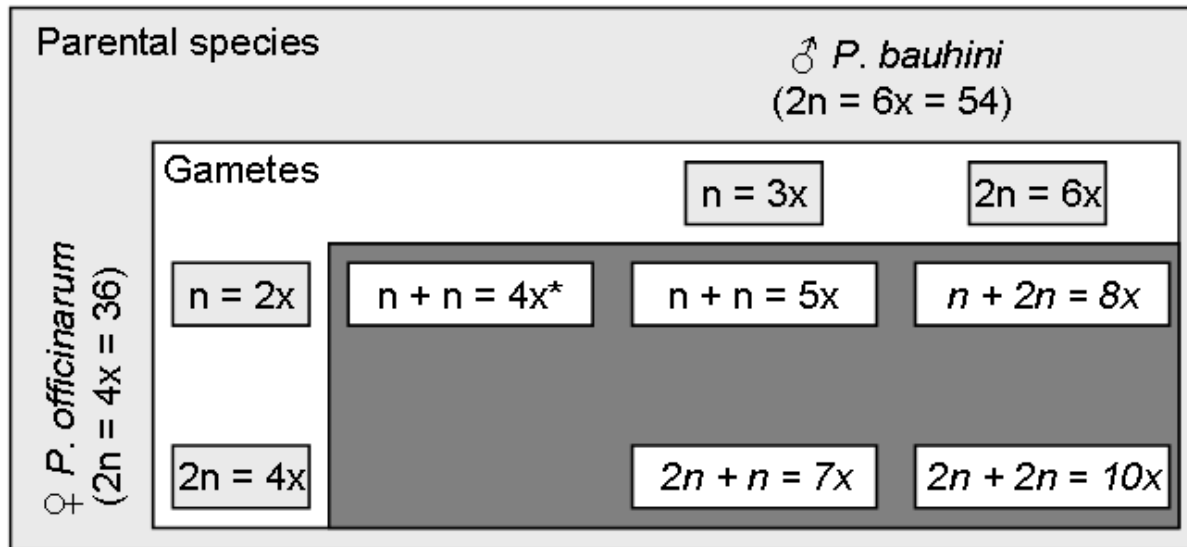 Parental species
♂ P. bauhini
(2n = 6x = 54)
Gametes
n = 3x
2n = 6x
♀ P. officinarum
(2n = 4x = 36)
n = 2x
n + n = 4x*
n + n = 5x
n + 2n = 8x
2n = 4x
2n + n = 7x
2n + 2n = 10x